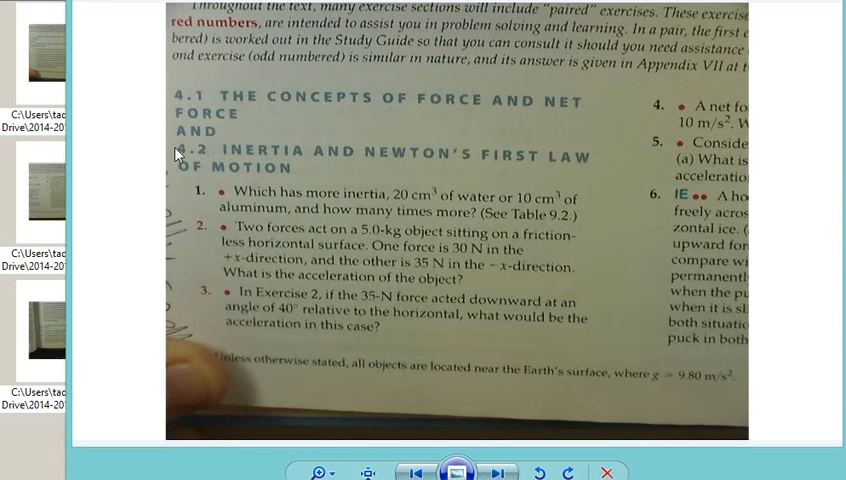 Throughout the text, many exercise sections will include "paired" exercises. These exercise
red numbers, are intended to assist you in problem solving and learning. In a pair, the first e
bered) is worked out in the Study Guide so that you can consult it should you need assistance
ond exercise (odd numbered) is similar in nature, and its answer is given in Appendix VII at t
4.1 THE CONCEPTS OF FORCE AND NET
FORCE
AND
4.2 INERTIA AND NEWTON'S FIRST LAW
OF MOTION
1. • Which has more inertia, 20 cm³ of water or 10 cm³ of
aluminum, and how many times more? (See Table 9.2.)
2. • Two forces act on a 5.0-kg object sitting on a friction-
less horizontal surface. One force is 30 N in the
+x-direction, and the other is 35 N in the −x-direction.
What is the acceleration of the object?
3. • In Exercise 2, if the 35-N force acted downward at an
angle of 40° relative to the horizontal, what would be the
acceleration in this case?
Unless otherwise stated, all objects are located near the Earth's surface, where g = 9.80 m/s².
4. • A net fo
10 m/s². W
5. • Conside
(a) What is
acceleratio
6. IE •• A ho
freely acros
zontal ice. (
upward for
compare wi
permanentl
when the pu
when it is sl
both situatio
puck in both
C:\Users\tac
Drive\2014-20
C:\Users\tac
Drive\2014-20
C:\Users\tac
Drive\2014-20